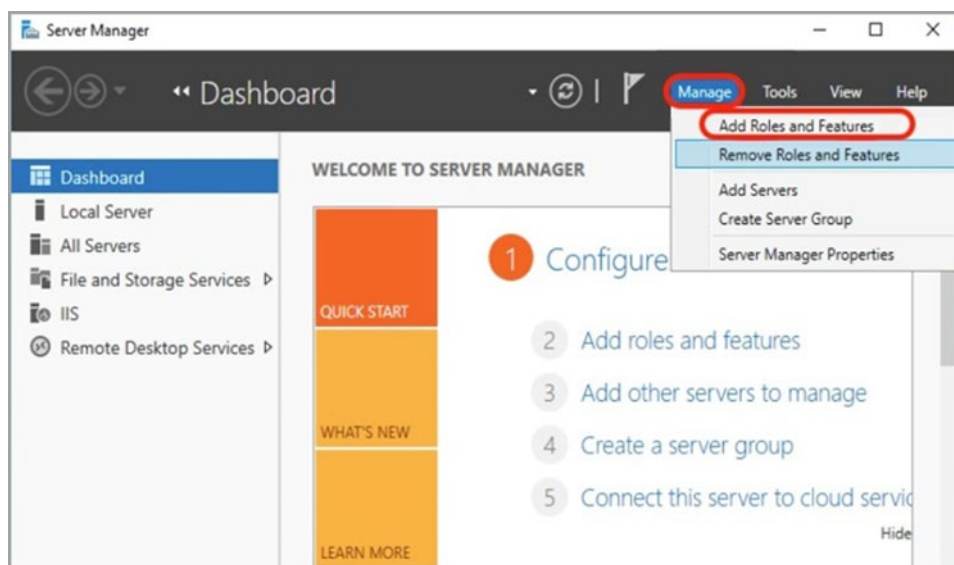 Server Manager
Dashboard
Manage Tools View Help
Add Roles and Features
Remove Roles and Features
Add Servers
Create Server Group
Server Manager Properties
Dashboard
Local Server
All Servers
File and Storage Services
IIS
Remote Desktop Services
WELCOME TO SERVER MANAGER
QUICK START
WHAT'S NEW
LEARN MORE
1 Configure
2 Add roles and features
3 Add other servers to manage
4 Create a server group
5 Connect this server to cloud servic
Hide